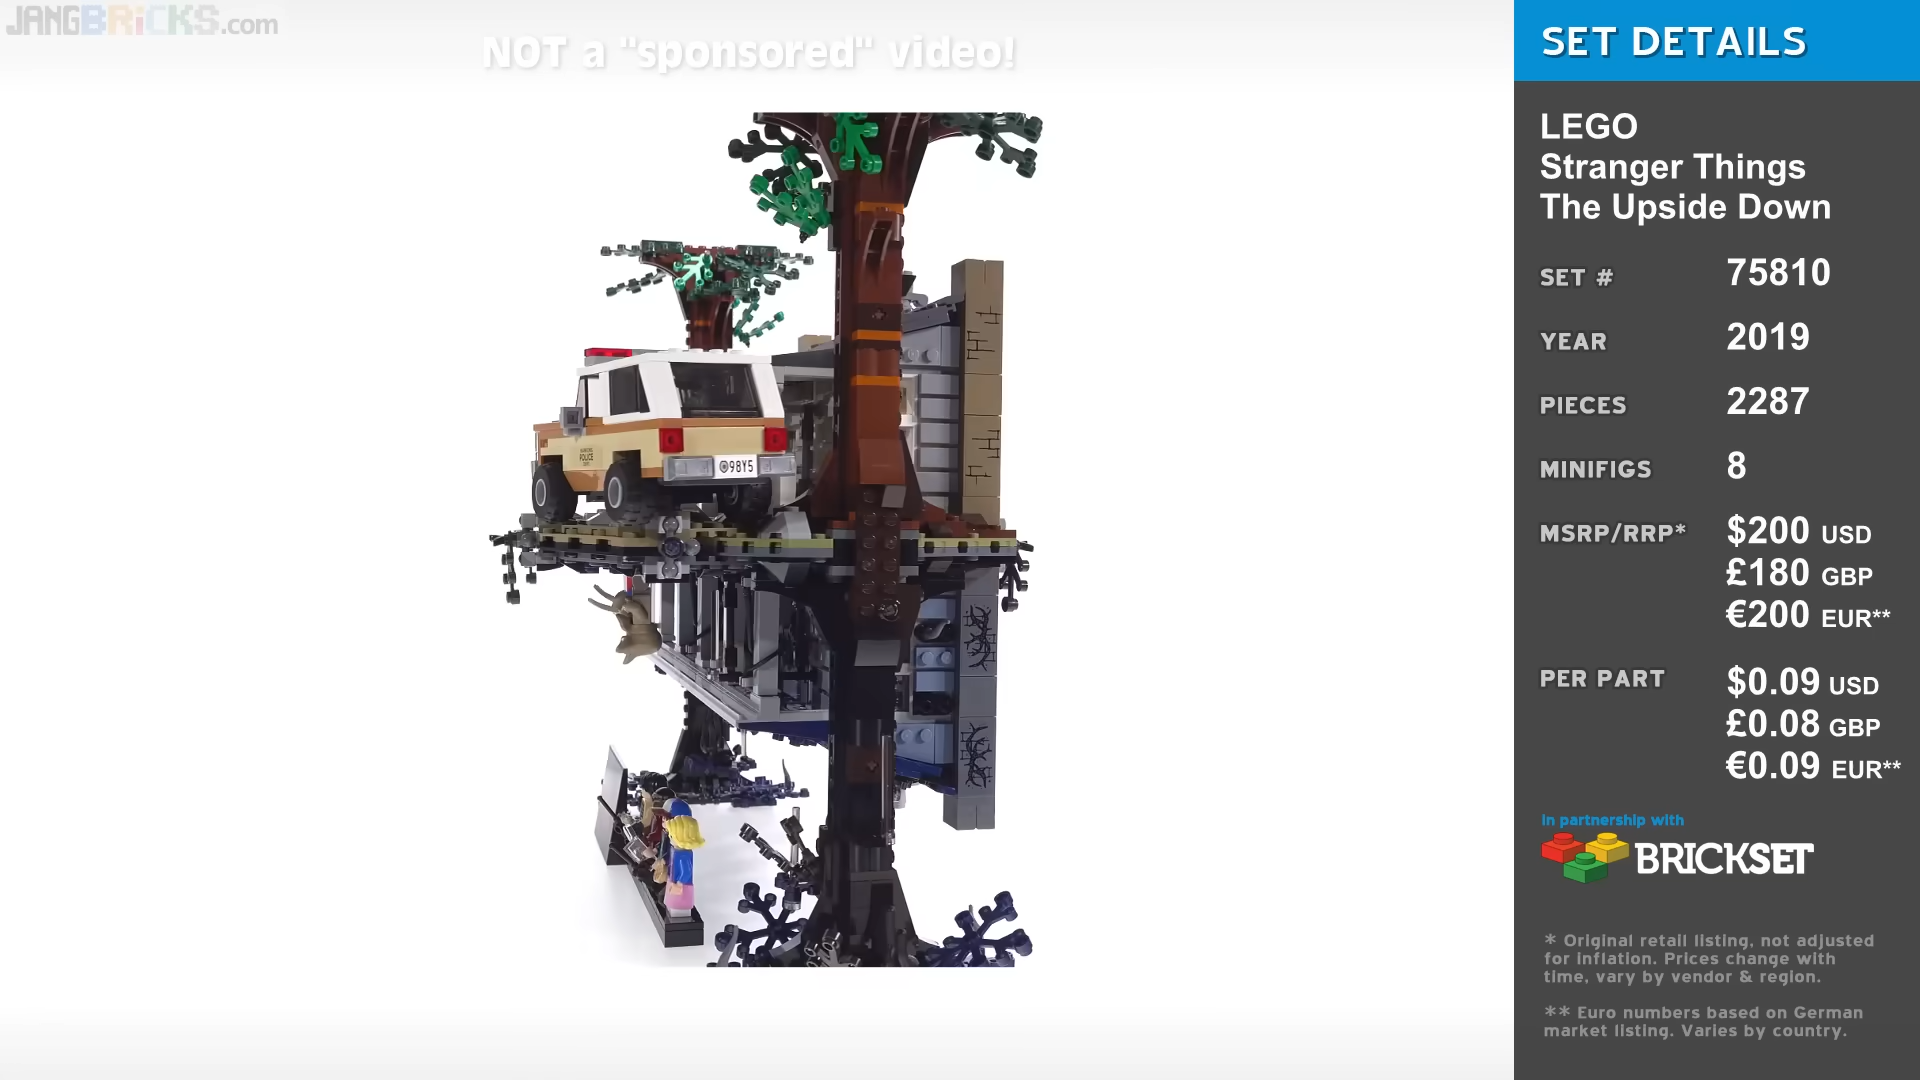 JANGBRiCKS.com
NOT a "sponsored" video!
SET DETAILS
LEGO
Stranger Things
The Upside Down
SET # 75810
YEAR 2019
PIECES 2287
MINIFIGS 8
MSRP/RRP* $200 USD
£180 GBP
€200 EUR**
PER PART $0.09 USD
£0.08 GBP
€0.09 EUR**
In partnership with
BRICKSET
* Original retail listing, not adjusted
for inflation. Prices change with
time, vary by vendor & region.
** Euro numbers based on German
market listing. Varies by country.
POLICE
98Y5